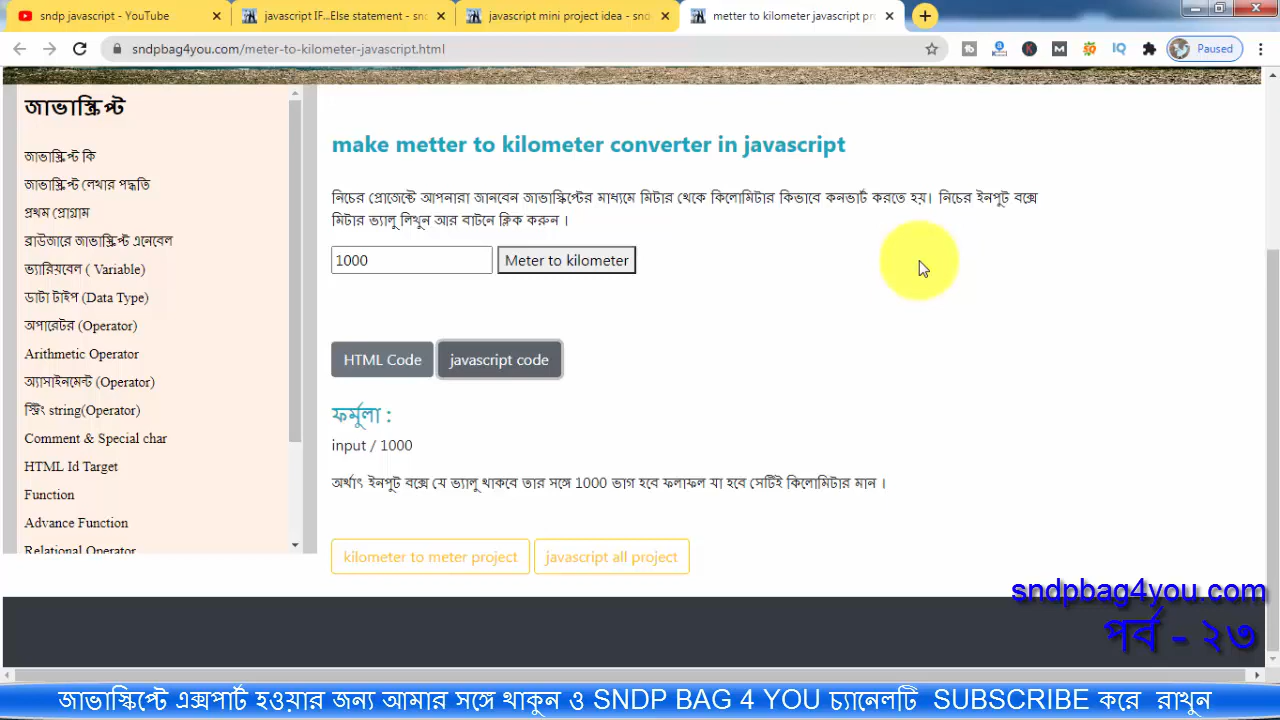 sndp javascript - YouTube
javascript IF...Else statement - sn
javascript mini project idea - snd
metter to kilometer javascript pr
sndpbag4you.com/meter-to-kilometer-javascript.html
Paused
জাভাস্ক্রিপ্ট
জাভাস্ক্রিপ্ট কি
জাভাস্ক্রিপ্ট লেখার পদ্ধতি
প্রথম প্রোগ্রাম
ব্রাউজারে জাভাস্ক্রিপ্ট এনেবেল
ভ্যারিয়বেল ( Variable)
ডাটা টাইপ (Data Type)
অপারেটর (Operator)
Arithmetic Operator
অ্যাসাইনমেন্ট (Operator)
স্ট্রিং string(Operator)
Comment & Special char
HTML Id Target
Function
Advance Function
Relational Operator
make metter to kilometer converter in javascript
নিচের প্রোজেক্টে আপনারা জানবেন জাভাস্ক্রিপ্টের মাধ্যমে মিটার থেকে কিলোমিটার কিভাবে কনভার্ট করতে হয়। নিচের ইনপুট বক্সে
মিটার ভ্যালু লিখুন আর বাটনে ক্লিক করুন ।
1000
Meter to kilometer
HTML Code
javascript code
ফর্মুলা :
input / 1000
অর্থাৎ ইনপুট বক্সে যে ভ্যালু থাকবে তার সঙ্গে 1000 ভাগ হবে ফলাফল যা হবে সেটিই কিলোমিটার মান ।
kilometer to meter project
javascript all project
sndpbag4you.com
পর্ব - ২৩
জাভাস্কিপ্টে এক্সপার্ট হওয়ার জন্য আমার সঙ্গে থাকুন ও SNDP BAG 4 YOU চ্যানেলটি SUBSCRIBE করে রাখুন